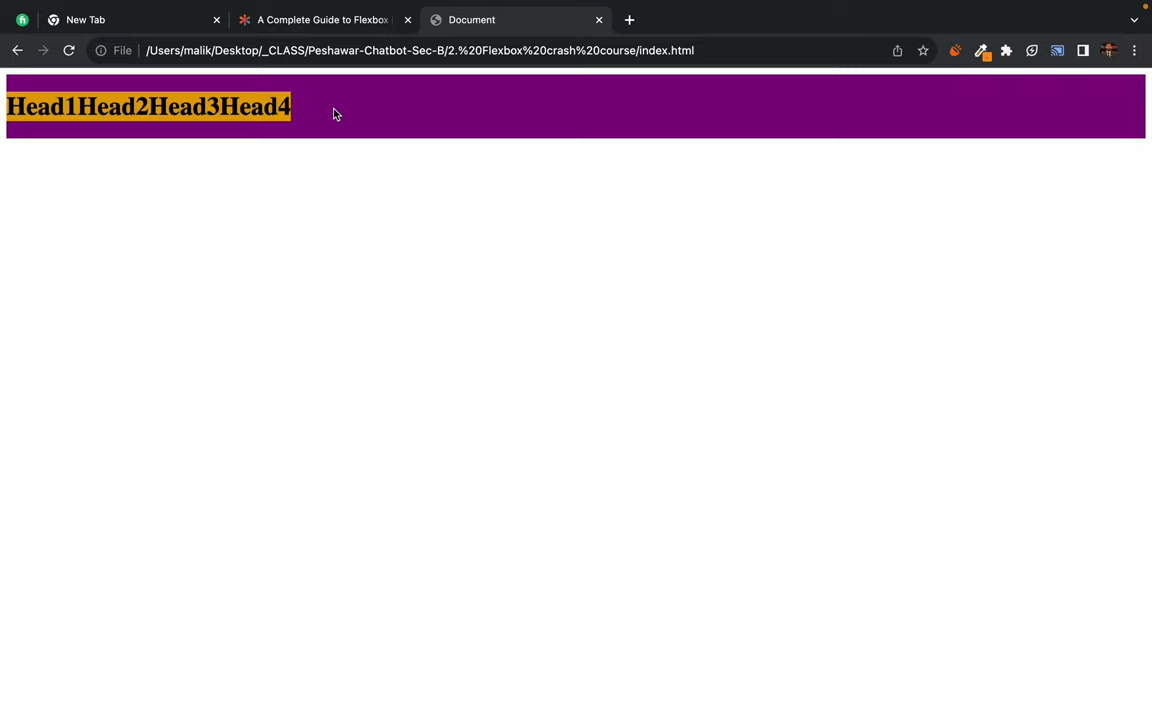 New Tab
A Complete Guide to Flexbox
Document
File
/Users/malik/Desktop/_CLASS/Peshawar-Chatbot-Sec-B/2.%20Flexbox%20crash%20course/index.html
Head1Head2Head3Head4